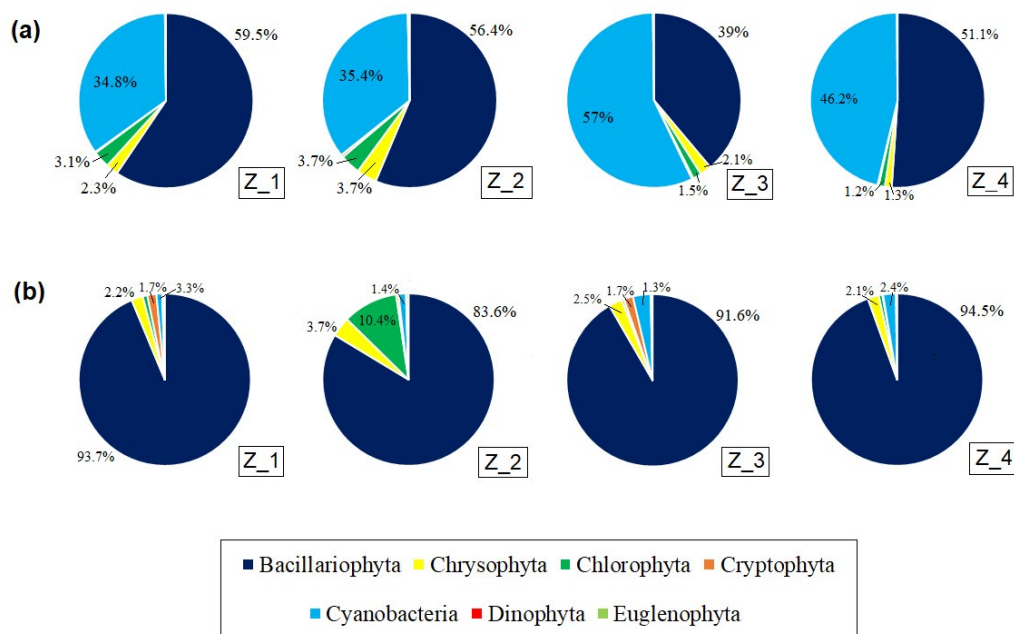 (a)
59.5%
34.8%
3.1%
2.3%
Z_1
56.4%
35.4%
3.7%
3.7%
Z_2
39%
57%
2.1%
1.5%
Z_3
51.1%
46.2%
1.2%
1.3%
Z_4
(b)
2.2%
1.7%
3.3%
93.7%
Z_1
1.4%
83.6%
10.4%
3.7%
Z_2
2.5%
1.7%
1.3%
91.6%
Z_3
2.1%
2.4%
94.5%
Z_4
Bacillariophyta Chrysophyta Chlorophyta Cryptophyta
Cyanobacteria Dinophyta Euglenophyta